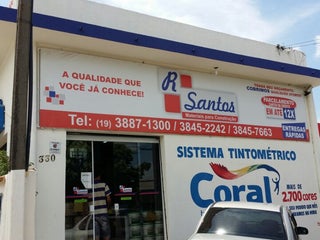 A QUALIDADE QUE
VOCÊ JÁ CONHECE!
R
Santos
Materiais para Construção
COBRIMOS
PARCELAMENTO
EM ATÉ 12X
Tel: (19) 3887-1300 / 3845-2242 / 3845-7663
ENTREGAS
RÁPIDAS
330
SISTEMA TINTOMÉTRICO
Coral
MAIS DE
2.700 cores